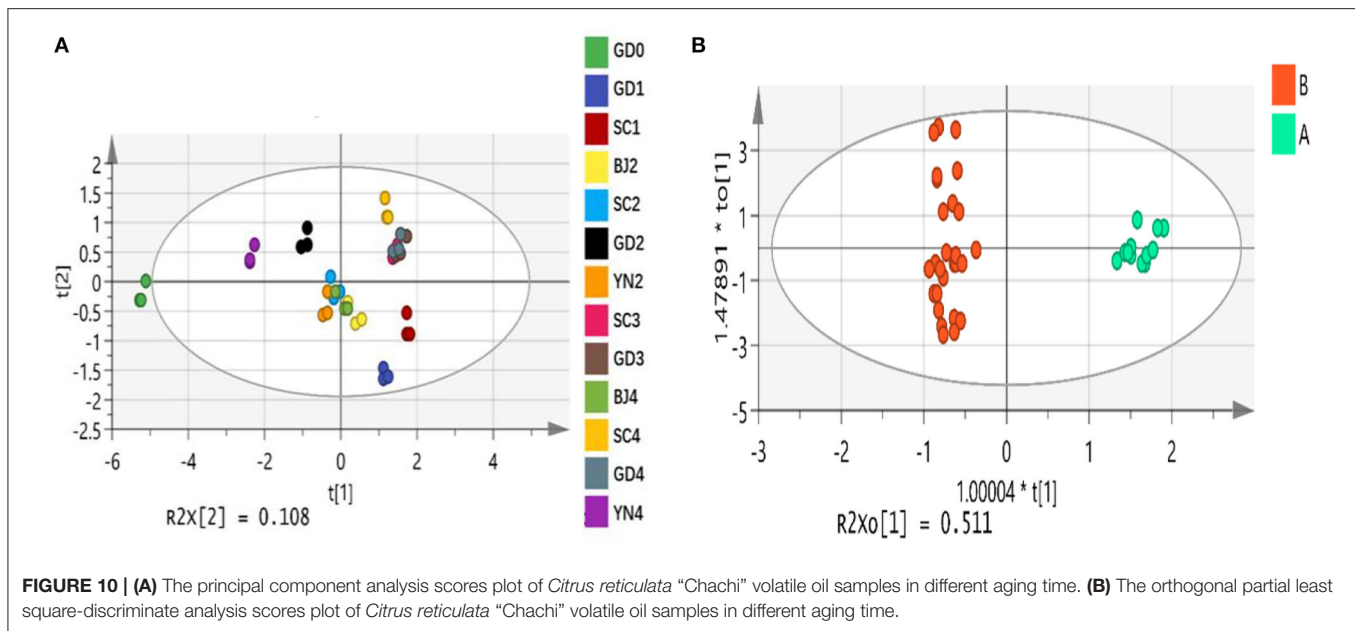 A
GD0
GD1
SC1
BJ2
SC2
GD2
YN2
SC3
GD3
BJ4
SC4
GD4
YN4
2
1.5
1
0.5
0
-0.5
-1
-1.5
-2
-2.5
t[2]
-6 -4 -2 0 2 4
t[1]
R2X[2] = 0.108
B
B
A
3
1
-1
-3
-5
1.47891 * to[1]
-3 -2 -1 0 1 2
1.00004 * t[1]
R2Xo[1] = 0.511
FIGURE 10 | (A) The principal component analysis scores plot of Citrus reticulata “Chachi” volatile oil samples in different aging time. (B) The orthogonal partial least
square-discriminate analysis scores plot of Citrus reticulata “Chachi” volatile oil samples in different aging time.